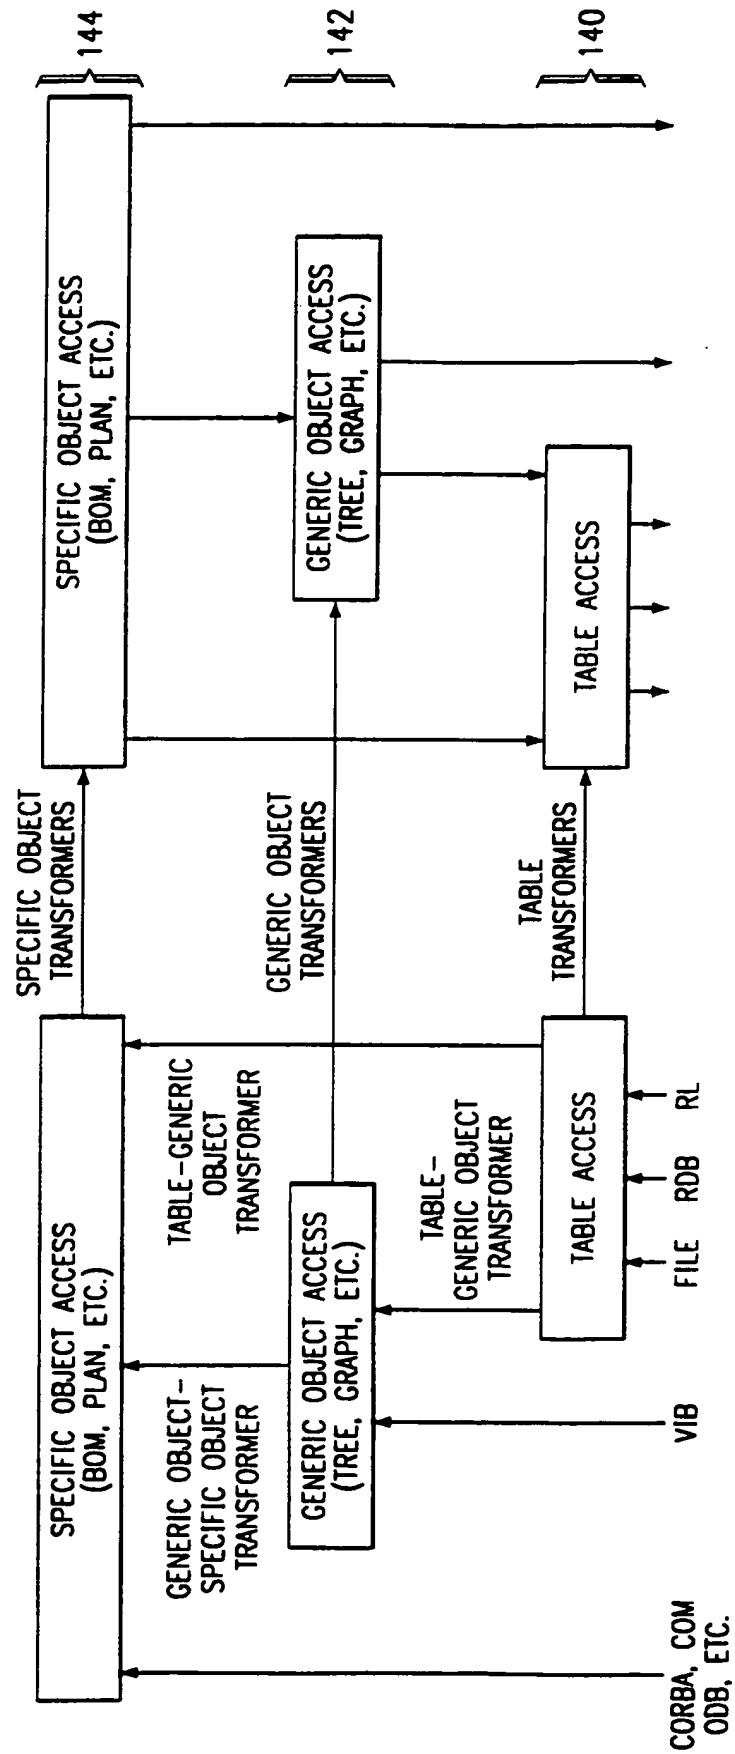 SPECIFIC OBJECT ACCESS
(BOM, PLAN, ETC.)
SPECIFIC OBJECT
TRANSFORMERS
SPECIFIC OBJECT ACCESS
(BOM, PLAN, ETC.)
144
GENERIC OBJECT-
SPECIFIC OBJECT
TRANSFORMER
TABLE-GENERIC
OBJECT
TRANSFORMER
GENERIC OBJECT ACCESS
(TREE, GRAPH, ETC.)
GENERIC OBJECT
TRANSFORMERS
GENERIC OBJECT ACCESS
(TREE, GRAPH, ETC.)
142
TABLE-
GENERIC OBJECT
TRANSFORMER
TABLE ACCESS
TABLE
TRANSFORMERS
TABLE ACCESS
140
CORBA, COM
ODB, ETC.
VIB
FILE
RDB
RL